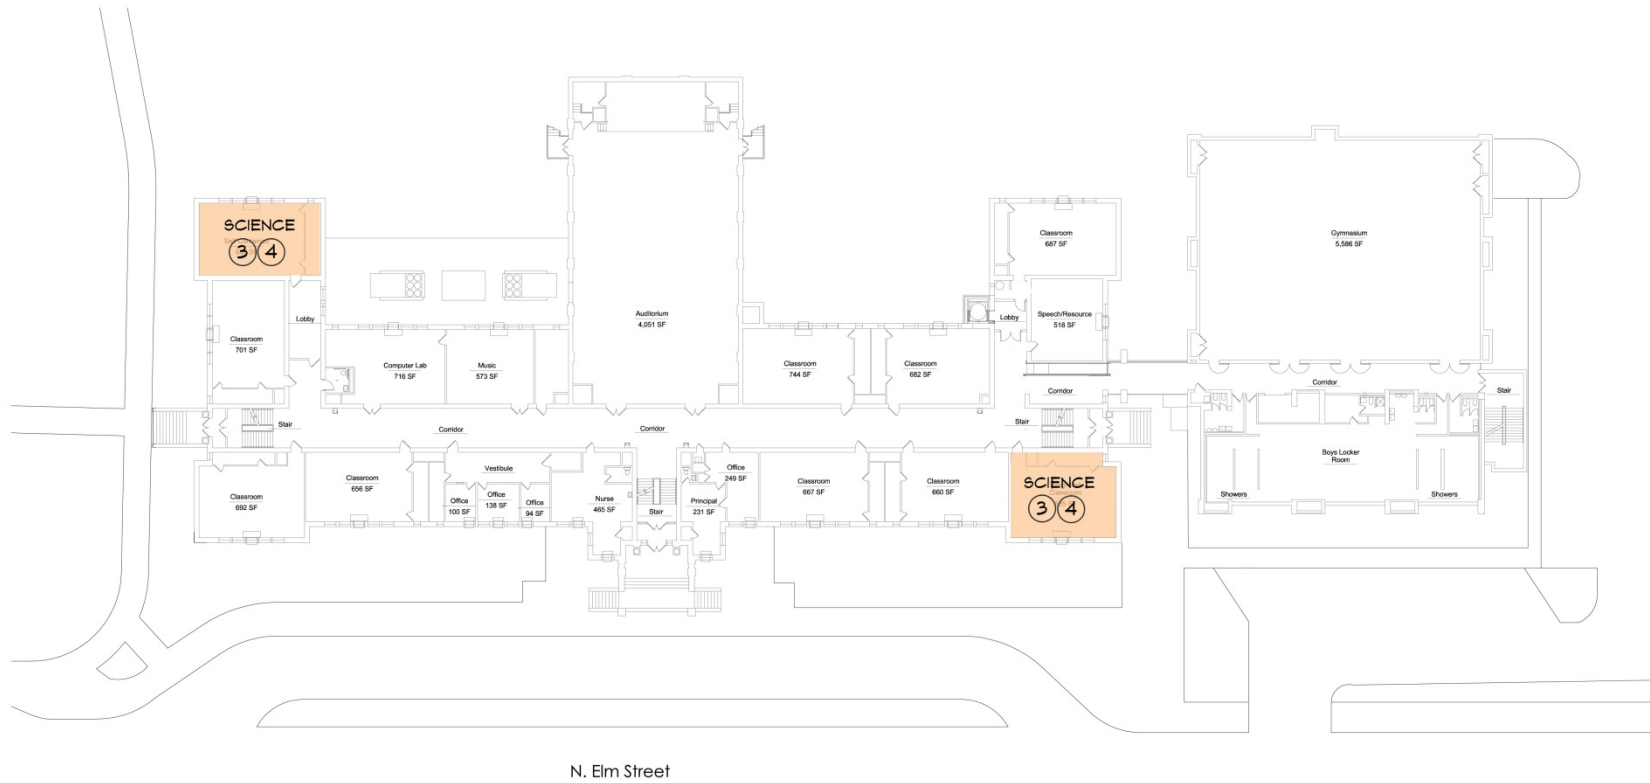 SCIENCE
3 4
Classroom
687 SF
Gymnasium
5,586 SF
Lobby
Classroom
701 SF
Auditorium
4,051 SF
Lobby
Speech/Resource
518 SF
Computer Lab
716 SF
Music
573 SF
Classroom
744 SF
Classroom
682 SF
Corridor
Corridor
Stair
Stair
Corridor
Corridor
Stair
Classroom
692 SF
Classroom
656 SF
Vestibule
Office
100 SF
Office
138 SF
Office
94 SF
Nurse
465 SF
Stair
Principal
231 SF
Office
249 SF
Classroom
667 SF
Classroom
660 SF
SCIENCE
Classroom
3 4
Boys Locker
Room
Showers
Showers
N. Elm Street